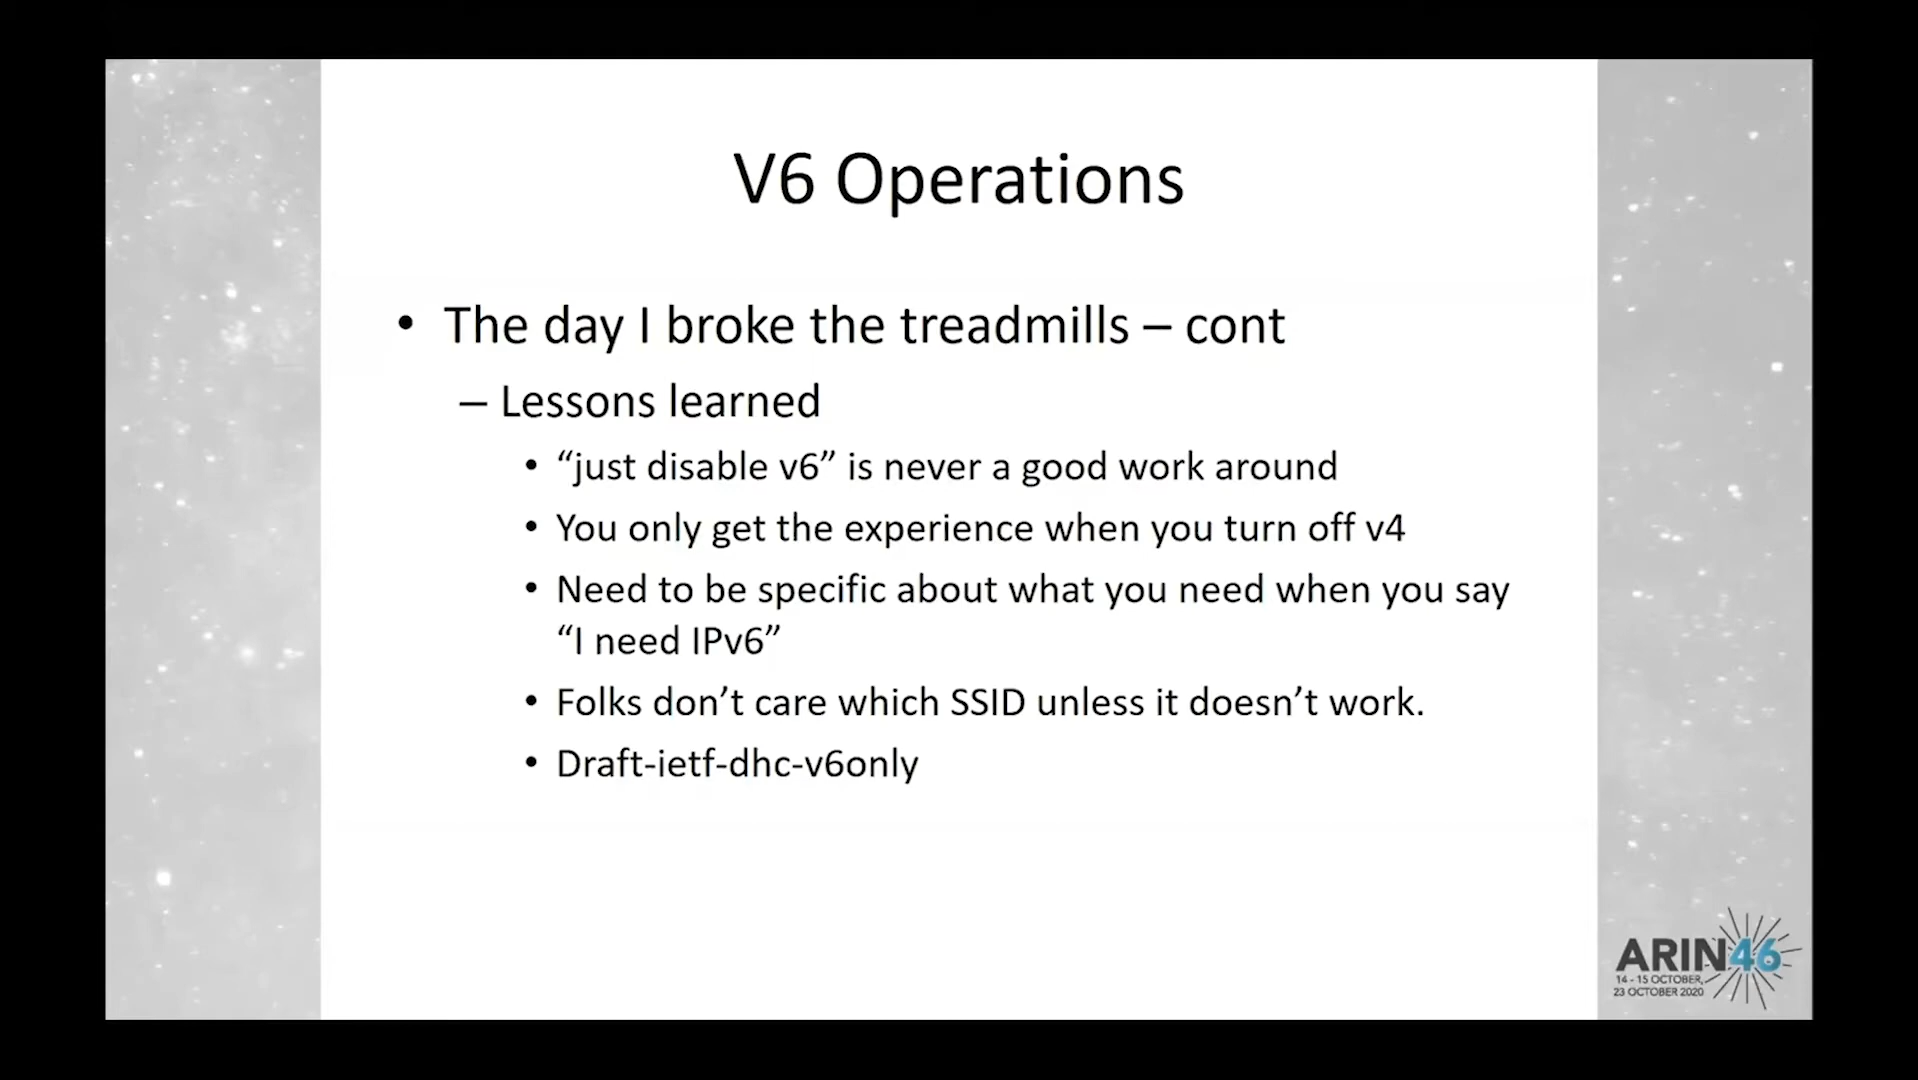 V6 Operations
• The day I broke the treadmills – cont
– Lessons learned
• “just disable v6” is never a good work around
• You only get the experience when you turn off v4
• Need to be specific about what you need when you say
“I need IPv6”
• Folks don’t care which SSID unless it doesn’t work.
• Draft-ietf-dhc-v6only
ARIN46
14 - 15 OCTOBER,
23 OCTOBER 2020